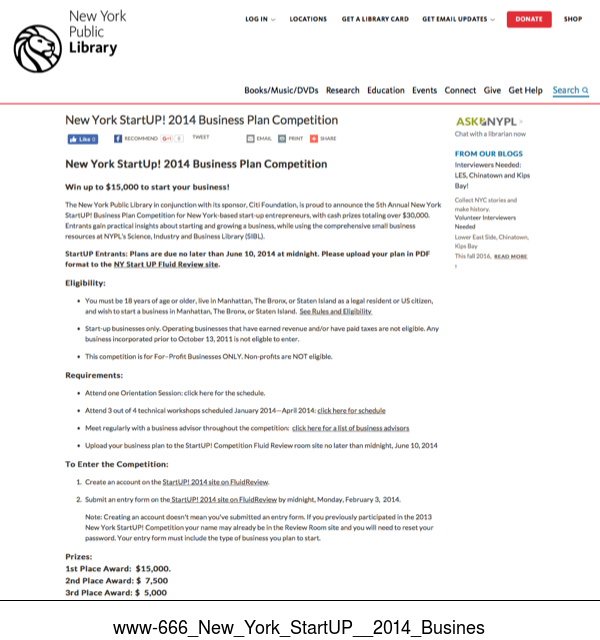 New York
Public
Library
LOG IN
LOCATIONS
GET A LIBRARY CARD
GET EMAIL UPDATES
DONATE
SHOP
Books/Music/DVDs Research Education Events Connect Give Get Help Search
New York StartUP! 2014 Business Plan Competition
Like 0 RECOMMEND G+1 0 TWEET EMAIL PRINT SHARE
New York StartUp! 2014 Business Plan Competition
Win up to $15,000 to start your business!
The New York Public Library in conjunction with its sponsor, Citi Foundation, is proud to announce the 5th Annual New York
StartUP! Business Plan Competition for New York-based start-up entrepreneurs, with cash prizes totaling over $30,000.
Entrants gain practical insights about starting and growing a business, while using the comprehensive small business
resources at NYPL's Science, Industry and Business Library (SIBL).
StartUP Entrants: Plans are due no later than June 10, 2014 at midnight. Please upload your plan in PDF
format to the NY Start UP Fluid Review site.
Eligibility:
• You must be 18 years of age or older, live in Manhattan, The Bronx, or Staten Island as a legal resident or US citizen,
and wish to start a business in Manhattan, The Bronx, or Staten Island. See Rules and Eligibility
• Start-up businesses only. Operating businesses that have earned revenue and/or have paid taxes are not eligible. Any
business incorporated prior to October 13, 2011 is not eligble to enter.
• This competition is for For-Profit Businesses ONLY. Non-profits are NOT eligible.
Requirements:
• Attend one Orientation Session: click here for the schedule.
• Attend 3 out of 4 technical workshops scheduled January 2014—April 2014: click here for schedule
• Meet regularly with a business advisor throughout the competition: click here for a list of business advisors
• Upload your business plan to the StartUP! Competition Fluid Review room site no later than midnight, June 10, 2014
To Enter the Competition:
1. Create an account on the StartUP! 2014 site on FluidReview.
2. Submit an entry form on the StartUP! 2014 site on FluidReview by midnight, Monday, February 3, 2014.
Note: Creating an account doesn't mean you've submitted an entry form. If you previously participated in the 2013
New York StartUP! Competition your name may already be in the Review Room site and you will need to reset your
password. Your entry form must include the type of business you plan to start.
Prizes:
1st Place Award: $15,000.
2nd Place Award: $ 7,500
3rd Place Award: $ 5,000
ASK NYPL
Chat with a librarian now
FROM OUR BLOGS
Interviewers Needed:
LES, Chinatown and Kips
Bay!
Collect NYC stories and
make history.
Volunteer Interviewers
Needed
Lower East Side, Chinatown,
Kips Bay
This fall 2016, READ MORE
www-666_New_York_StartUP__2014_Busines